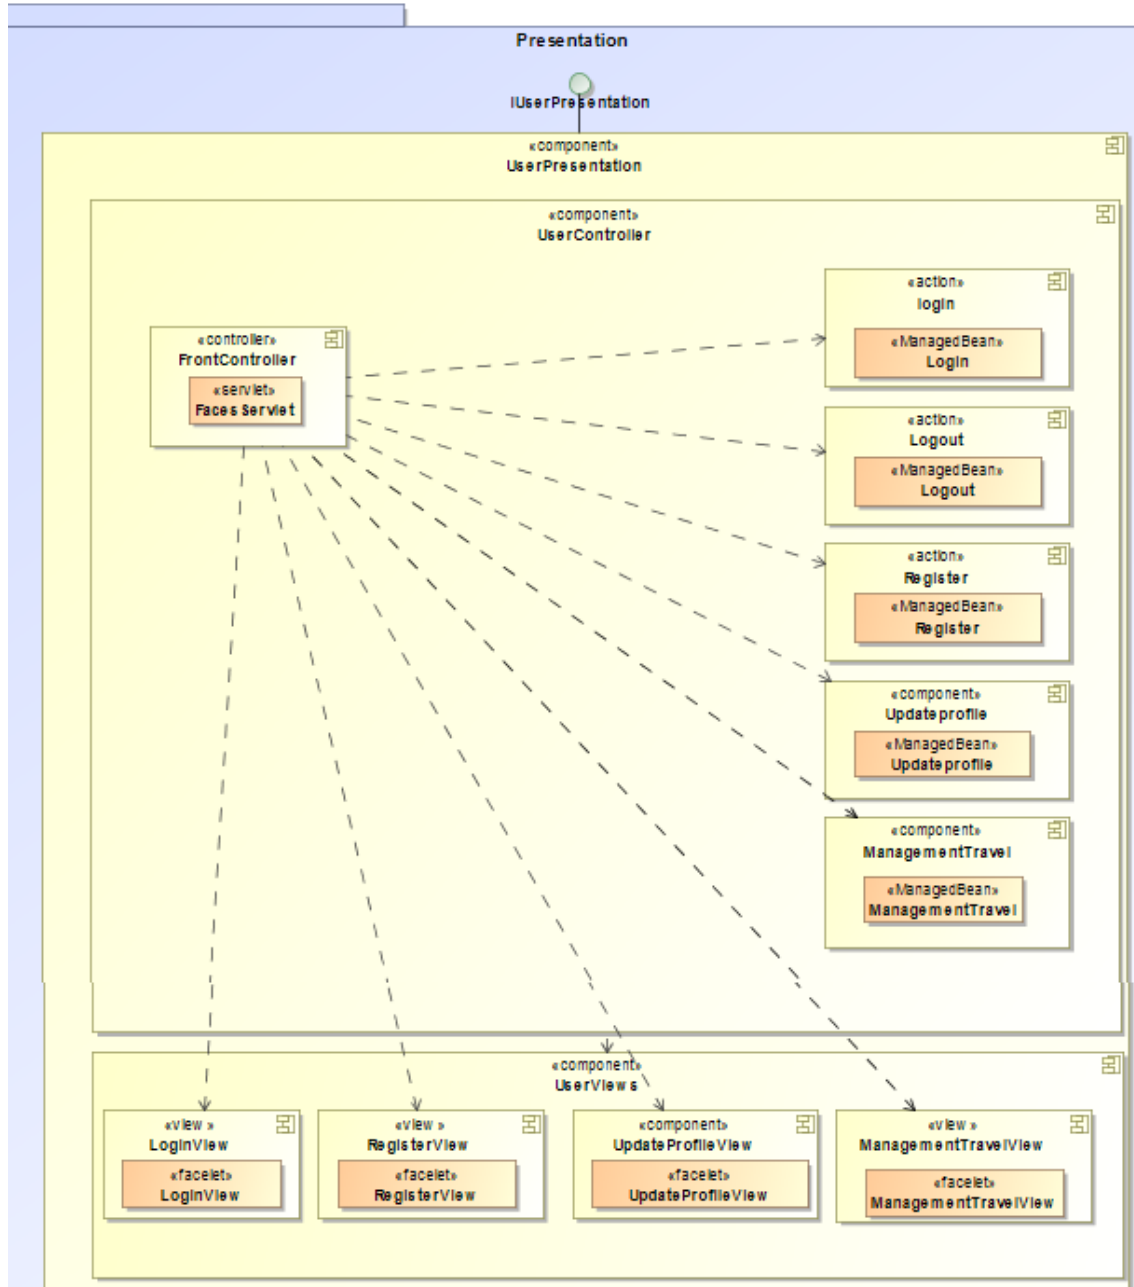 Presentation
IUserPresentation
«component»
UserPresentation
«component»
UserController
«action»
login
«ManagedBean»
Login
«controller»
FrontController
«servlet»
FacesServlet
«action»
Logout
«ManagedBean»
Logout
«action»
Register
«ManagedBean»
Register
«component»
Updateprofile
«ManagedBean»
Updateprofile
«component»
ManagementTravel
«ManagedBean»
ManagementTravel
«component»
UserViews
«view »
LoginView
«facelet»
LoginView
«view »
RegisterView
«facelet»
RegisterView
«component»
UpdateProfileView
«facelet»
UpdateProfileView
«view »
ManagementTravelView
«facelet»
ManagementTravelView